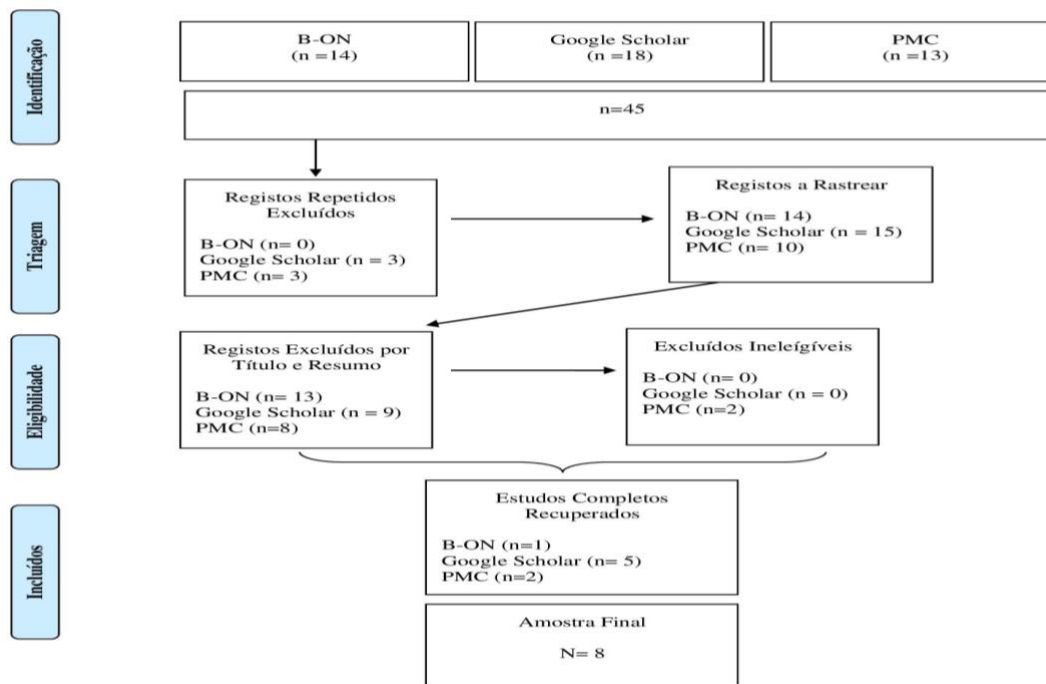 Identificação
B-ON
(n =14)
Google Scholar
(n =18)
PMC
(n =13)
n=45
Triagem
Registos Repetidos
Excluídos
B-ON (n= 0)
Google Scholar (n = 3)
PMC (n= 3)
Registos a Rastrear
B-ON (n= 14)
Google Scholar (n = 15)
PMC (n= 10)
Eligibilidade
Registos Excluídos por
Título e Resumo
B-ON (n= 13)
Google Scholar (n = 9)
PMC (n=8)
Excluídos Ineleígíveis
B-ON (n= 0)
Google Scholar (n = 0)
PMC (n=2)
Incluídos
Estudos Completos
Recuperados
B-ON (n=1)
Google Scholar (n= 5)
PMC (n=2)
Amostra Final
N= 8